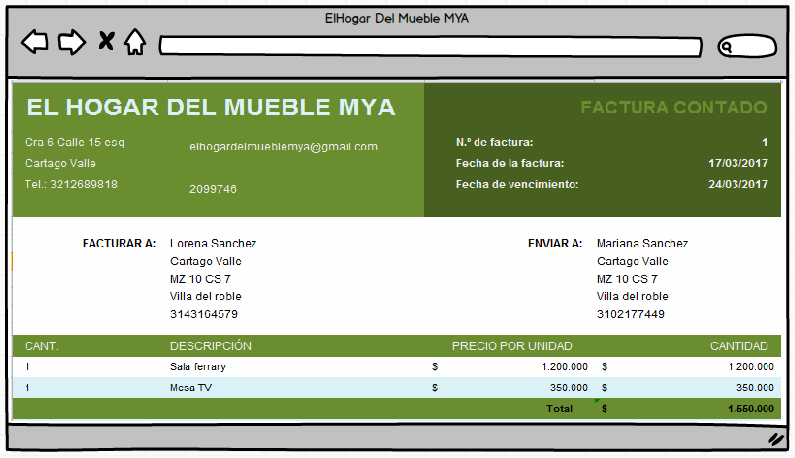 ElHogar Del Mueble MYA
EL HOGAR DEL MUEBLE MYA
FACTURA CONTADO
Cra 6 Calle 15 esq
elhogardelmueblemya@gmail.com
Cartago Valle
Tel.: 3212689818
2099746
N.º de factura: 1
Fecha de la factura: 17/03/2017
Fecha de vencimiento: 24/03/2017
FACTURAR A: Lorena Sanchez
Cartago Valle
MZ 10 CS 7
Villa del roble
3143164579
ENVIAR A: Mariana Sanchez
Cartago Valle
MZ 10 CS 7
Villa del roble
3102177449
CANT. DESCRIPCIÓN PRECIO POR UNIDAD CANTIDAD
1 Sala ferrary $ 1.200.000 $ 1.200.000
1 Mesa TV $ 350.000 $ 350.000
Total $ 1.550.000